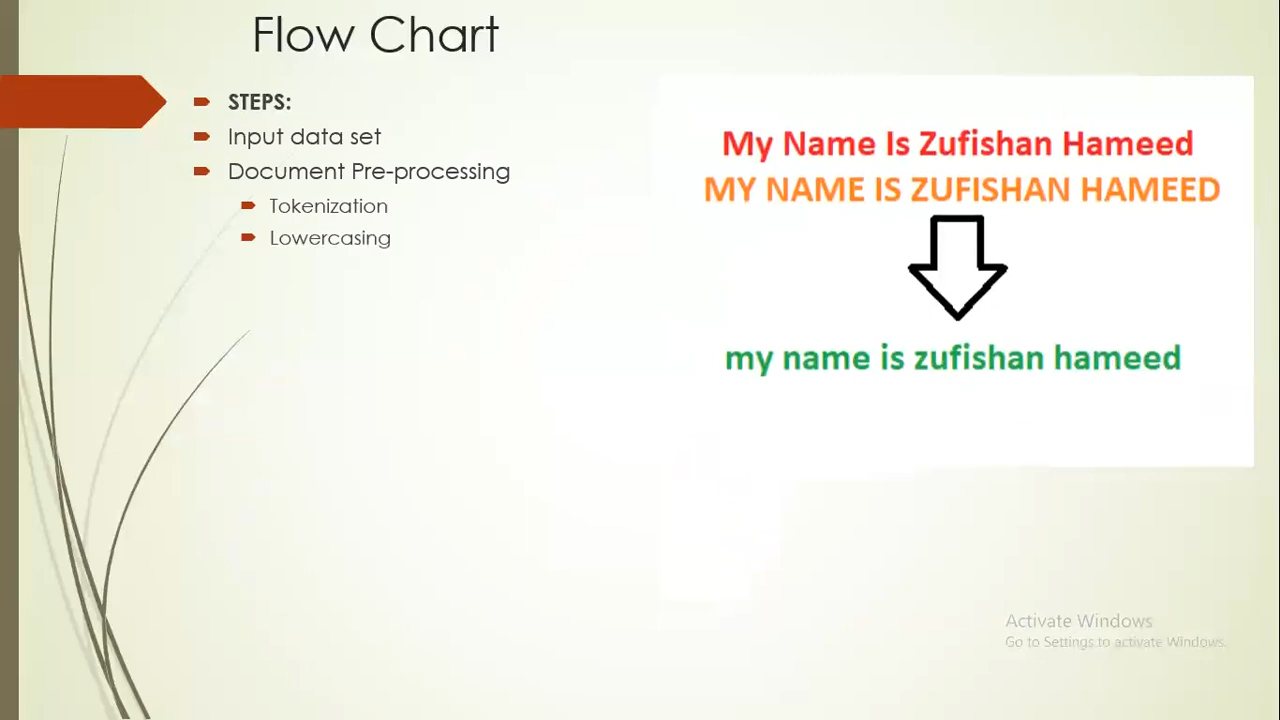 Flow Chart
STEPS:
Input data set
Document Pre-processing
Tokenization
Lowercasing
My Name Is Zufishan Hameed
MY NAME IS ZUFISHAN HAMEED
my name is zufishan hameed
Activate Windows
Go to Settings to activate Windows.